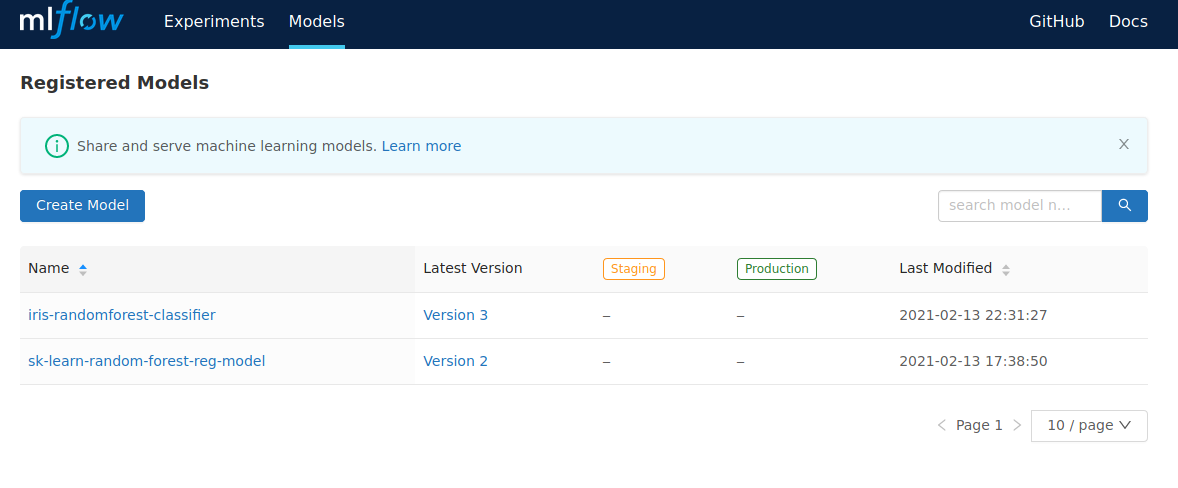 mlflow Experiments Models GitHub Docs
Registered Models
Share and serve machine learning models. Learn more
Create Model search model n...
Name Latest Version Staging Production Last Modified
iris-randomforest-classifier Version 3 – – 2021-02-13 22:31:27
sk-learn-random-forest-reg-model Version 2 – – 2021-02-13 17:38:50
Page 1 10 / page